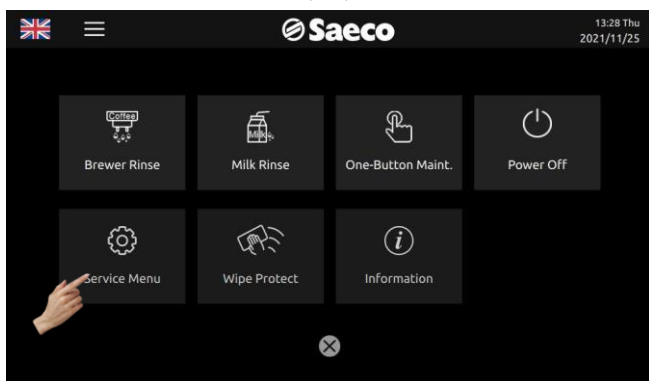 Saeco
13:28 Thu
2021/11/25
Coffee
Brewer Rinse
Milk
Milk Rinse
One-Button Maint.
Power Off
Service Menu
Wipe Protect
i
Information